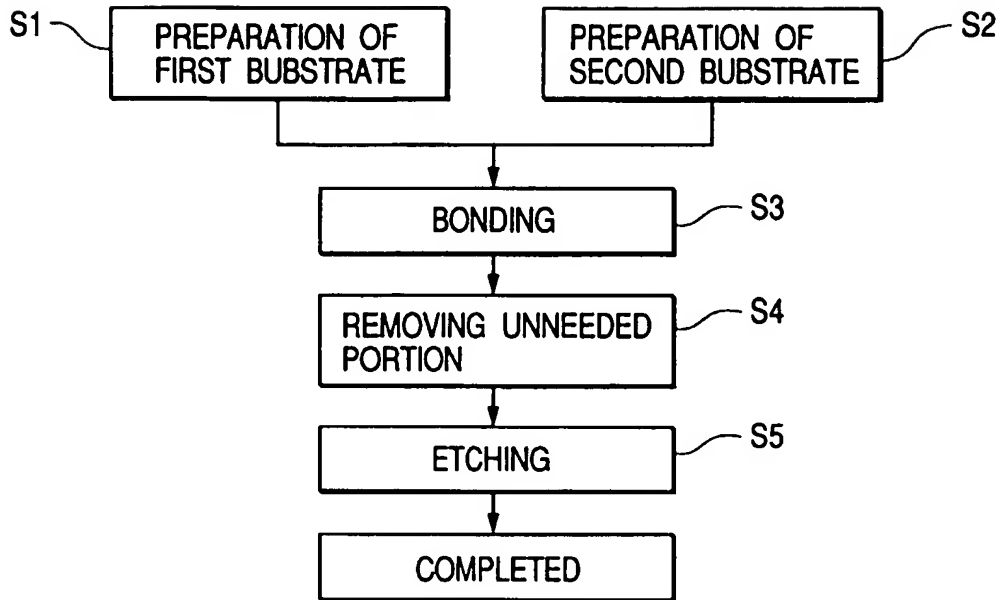 S1
PREPARATION OF
FIRST BUBSTRATE
PREPARATION OF
SECOND BUBSTRATE
S2
BONDING
S3
REMOVING UNNEEDED
PORTION
S4
ETCHING
S5
COMPLETED